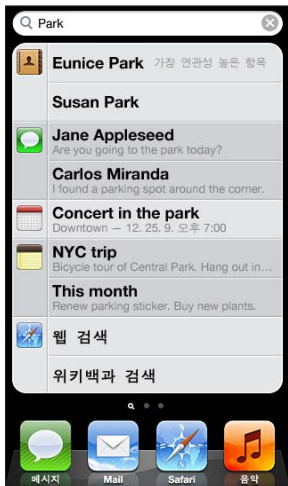 Park
Eunice Park 가장 연관성 높은 항목
Susan Park
Jane Appleseed
Are you going to the park today?
Carlos Miranda
I found a parking spot around the corner.
Concert in the park
Downtown — 12. 25. 9. 오후 7:00
NYC trip
Bicycle tour of Central Park. Hang out in...
This month
Renew parking sticker. Buy new plants.
웹 검색
위키백과 검색
메시지 Mail Safari 음악